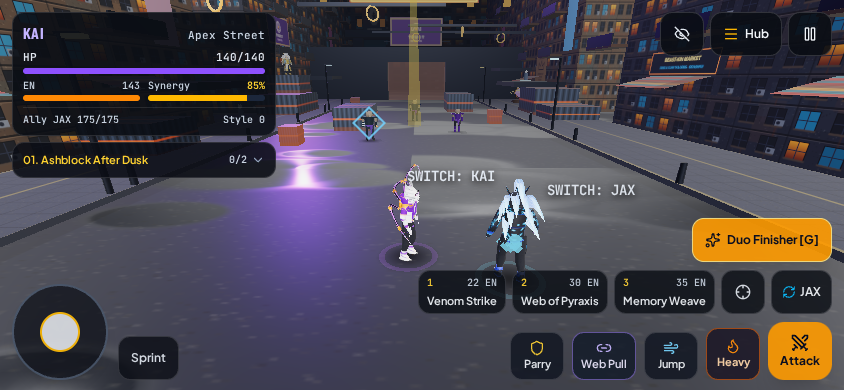 KAI
Apex Street
HP
140/140
EN
143
Synergy
85%
Ally JAX 175/175
Style 0
01. Ashblock After Dusk
0/2
Hub
SWITCH: KAI
SWITCH: JAX
Duo Finisher [G]
1
22 EN
Venom Strike
2
30 EN
Web of Pyraxis
3
35 EN
Memory Weave
JAX
Sprint
Parry
Web Pull
Jump
Heavy
Attack